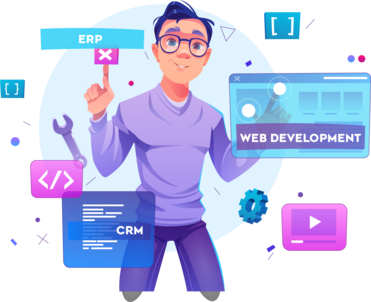 ERP
[ ]
[ ]
WEB DEVELOPMENT
</>
CRM